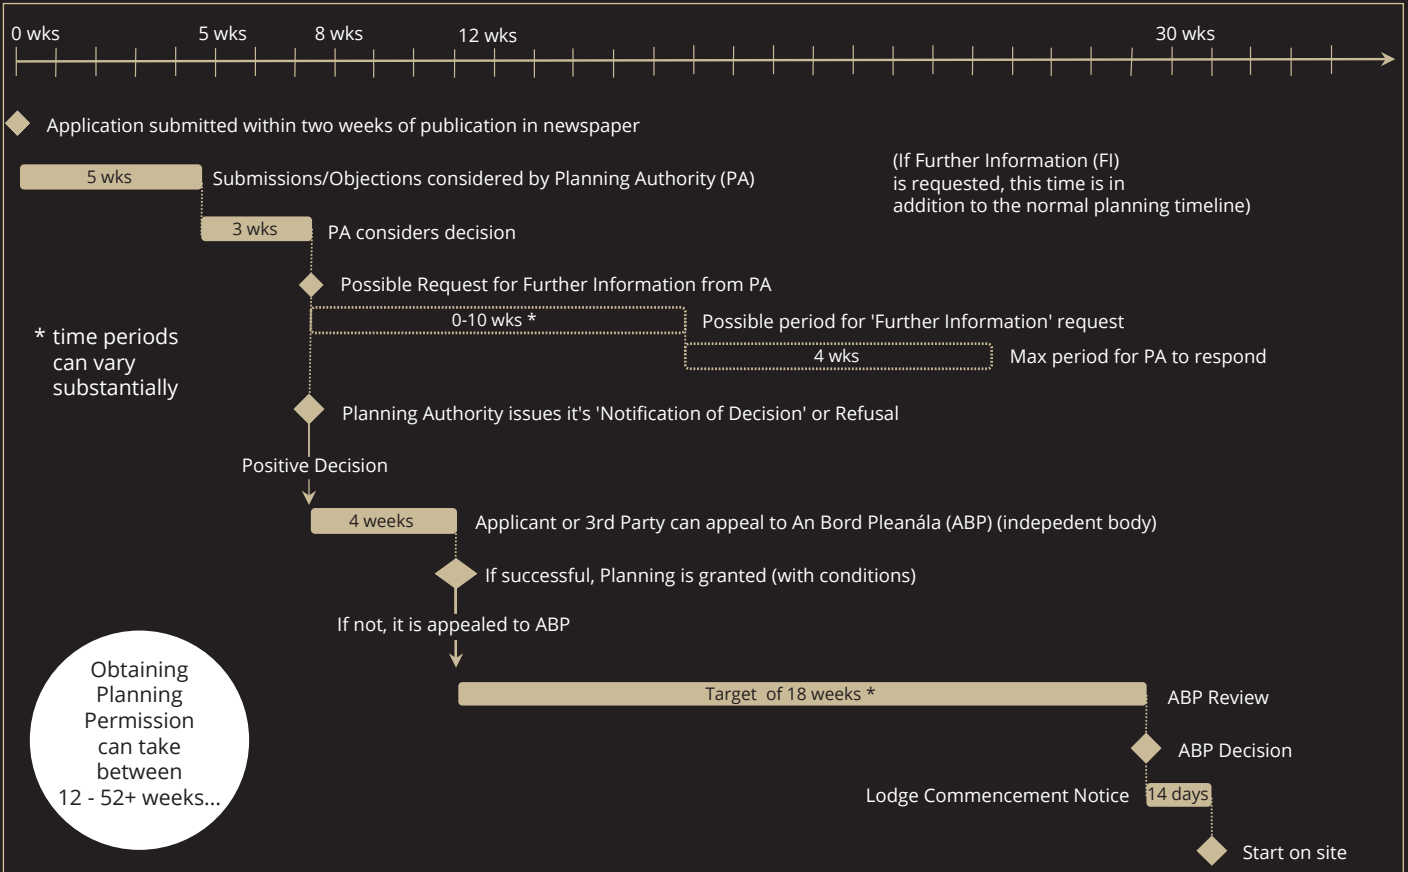 0 wks
5 wks
8 wks
12 wks
30 wks
Application submitted within two weeks of publication in newspaper
5 wks
Submissions/Objections considered by Planning Authority (PA)
(If Further Information (FI)
is requested, this time is in
addition to the normal planning timeline)
3 wks
PA considers decision
Possible Request for Further Information from PA
0-10 wks *
Possible period for 'Further Information' request
* time periods
can vary
substantially
4 wks
Max period for PA to respond
Planning Authority issues it's 'Notification of Decision' or Refusal
Positive Decision
4 weeks
Applicant or 3rd Party can appeal to An Bord Pleanála (ABP) (indepedent body)
If successful, Planning is granted (with conditions)
If not, it is appealed to ABP
Obtaining
Planning
Permission
can take
between
12 - 52+ weeks...
Target of 18 weeks *
ABP Review
ABP Decision
Lodge Commencement Notice
14 days
Start on site